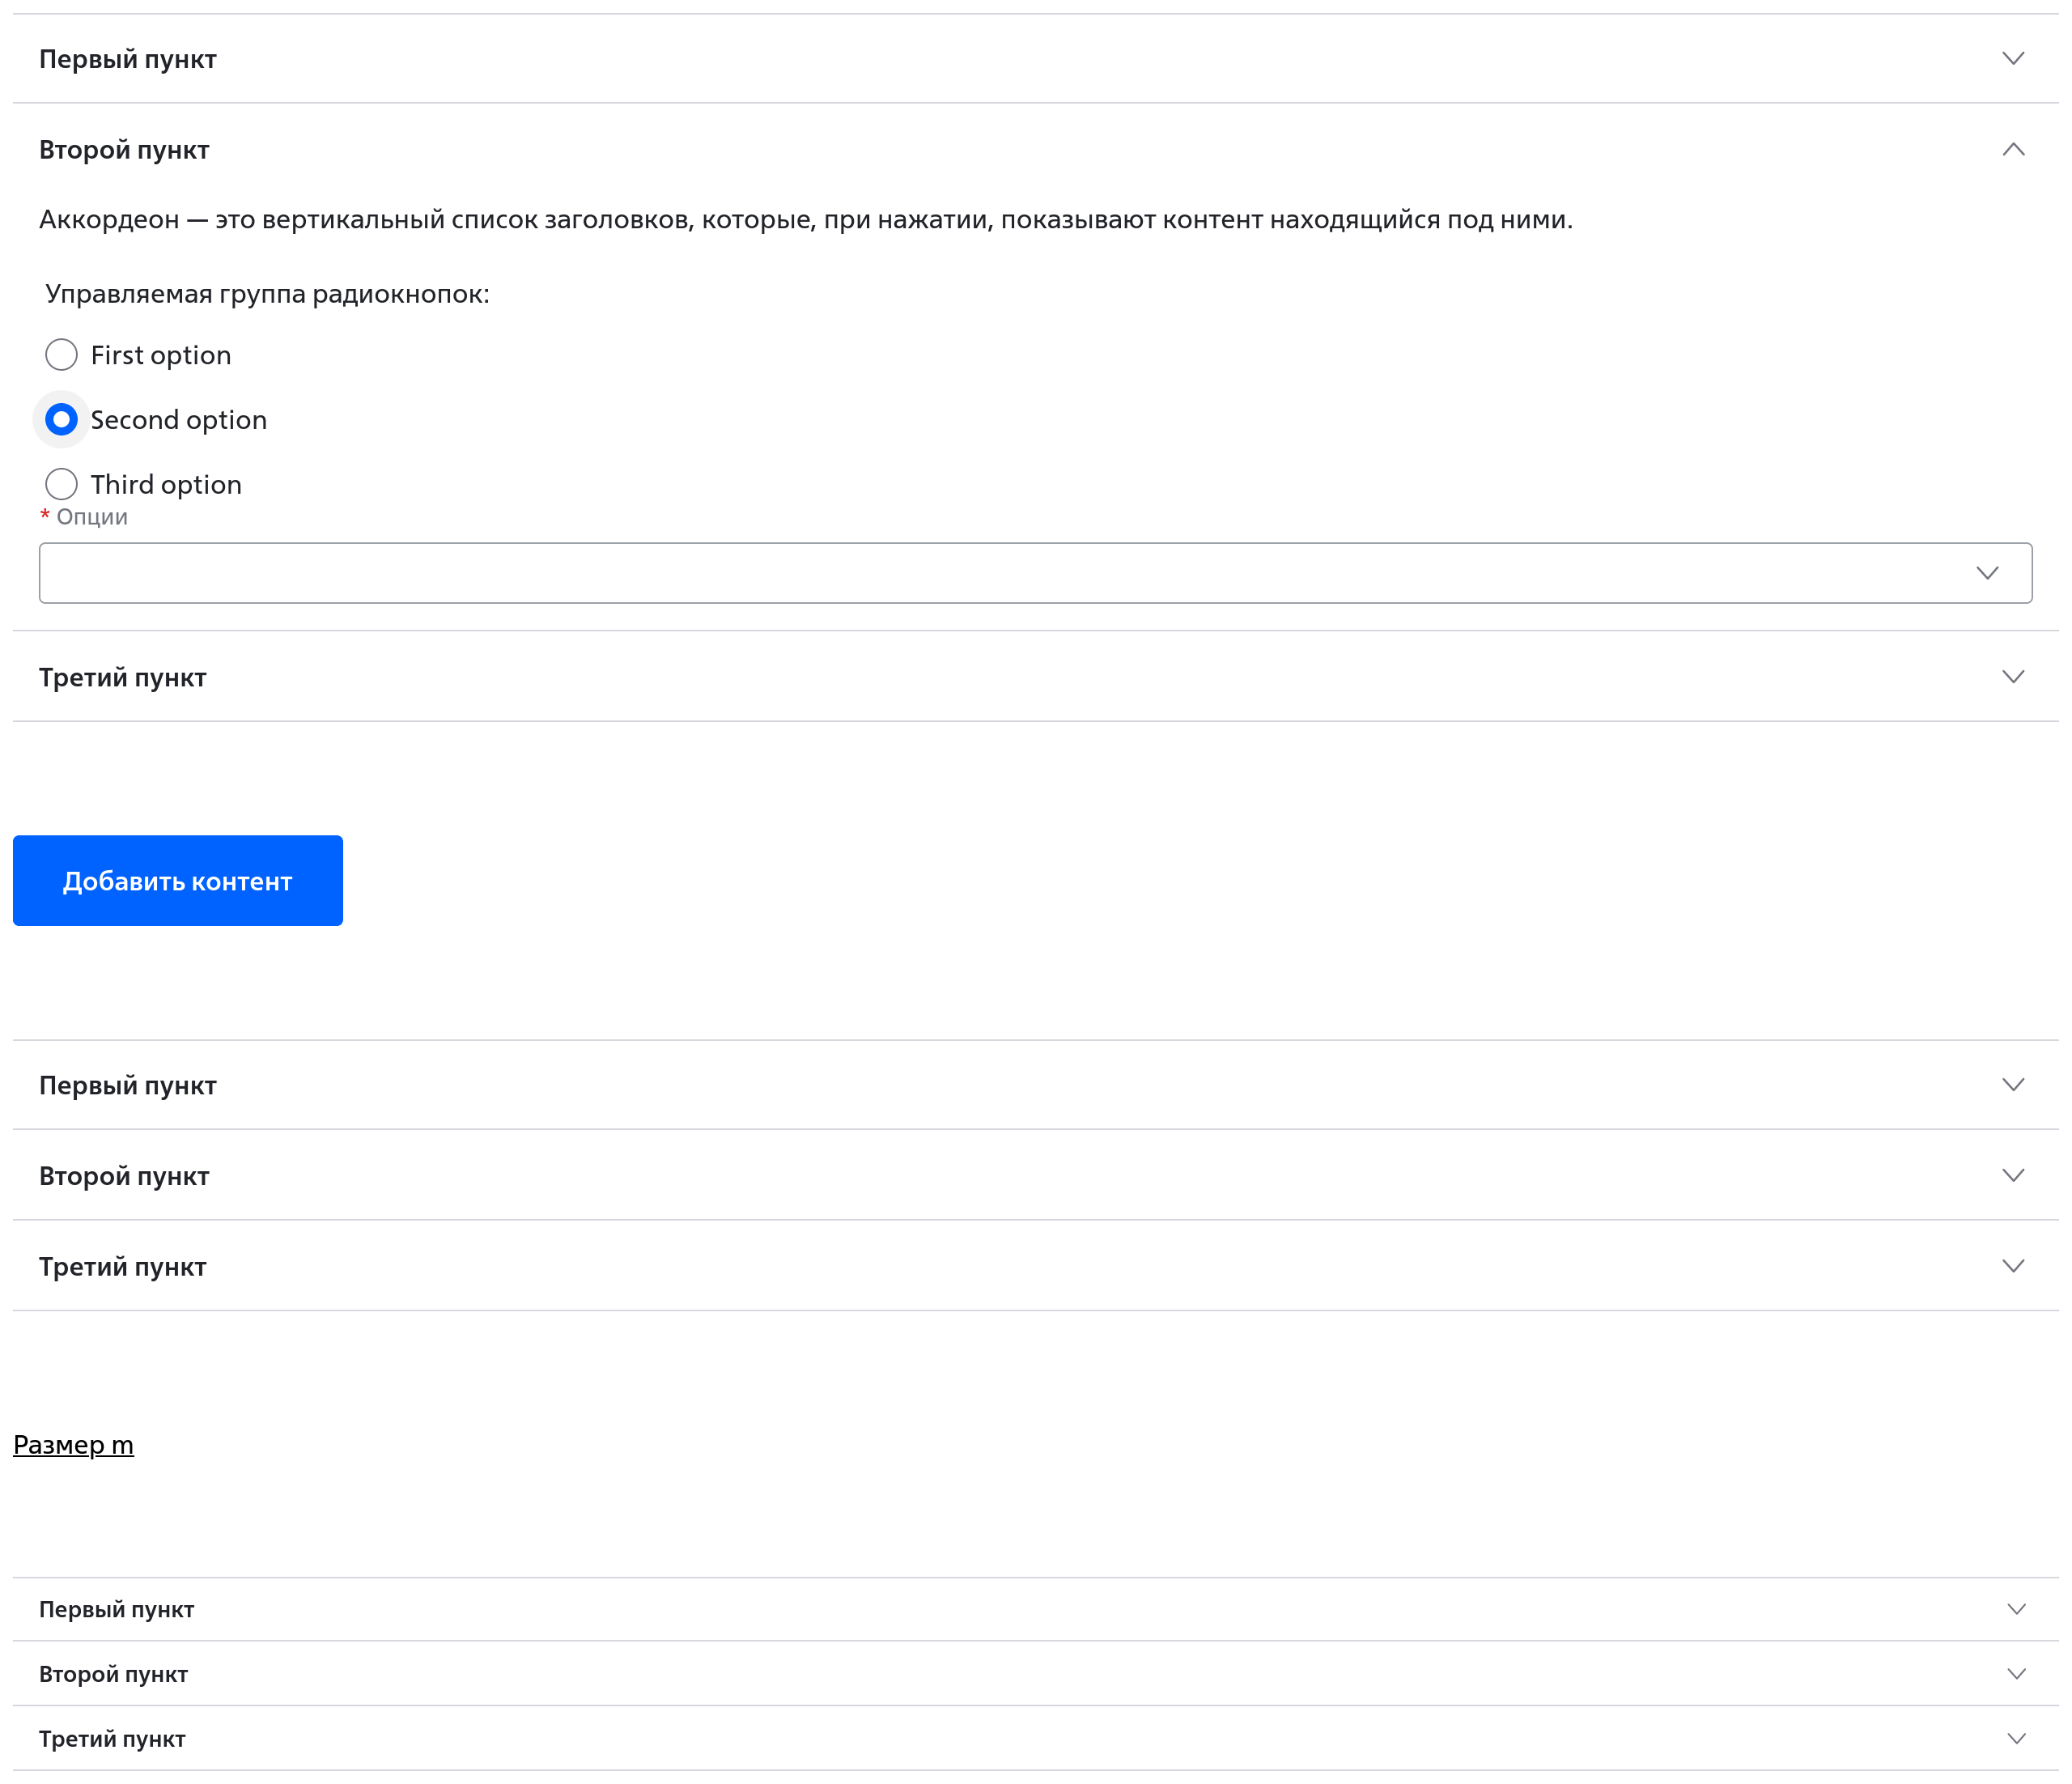 Первый пункт
Второй пункт
Аккордеон — это вертикальный список заголовков, которые, при нажатии, показывают контент находящийся под ними.
Управляемая группа радиокнопок:
First option
Second option
Third option
* Опции
Третий пункт
Добавить контент
Первый пункт
Второй пункт
Третий пункт
Размер m
Первый пункт
Второй пункт
Третий пункт